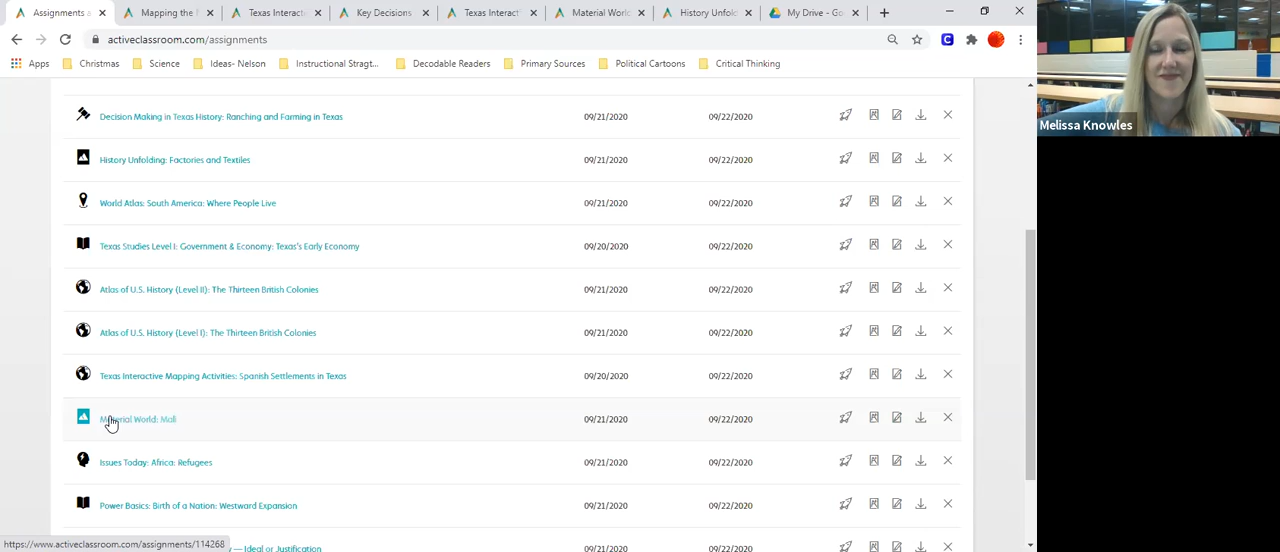 Assignments a
Mapping the F
Texas Interact
Key Decisions
Texas Interact
Material World
History Unfold
My Drive - Go
activeclassroom.com/assignments
Apps
Christmas
Science
Ideas- Nelson
Instructional Stragt...
Decodable Readers
Primary Sources
Political Cartoons
Critical Thinking
Melissa Knowles
Decision Making in Texas History: Ranching and Farming in Texas 09/21/2020 09/22/2020
History Unfolding: Factories and Textiles 09/21/2020 09/22/2020
World Atlas: South America: Where People Live 09/21/2020 09/22/2020
Texas Studies Level I: Government & Economy: Texas's Early Economy 09/20/2020 09/22/2020
Atlas of U.S. History (Level II): The Thirteen British Colonies 09/21/2020 09/22/2020
Atlas of U.S. History (Level I): The Thirteen British Colonies 09/21/2020 09/22/2020
Texas Interactive Mapping Activities: Spanish Settlements in Texas 09/20/2020 09/22/2020
Material World: Mali 09/21/2020 09/22/2020
Issues Today: Africa: Refugees 09/21/2020 09/22/2020
Power Basics: Birth of a Nation: Westward Expansion 09/21/2020 09/22/2020
https://www.activeclassroom.com/assignments/114268
— Ideal or Justification 09/21/2020 09/22/2020